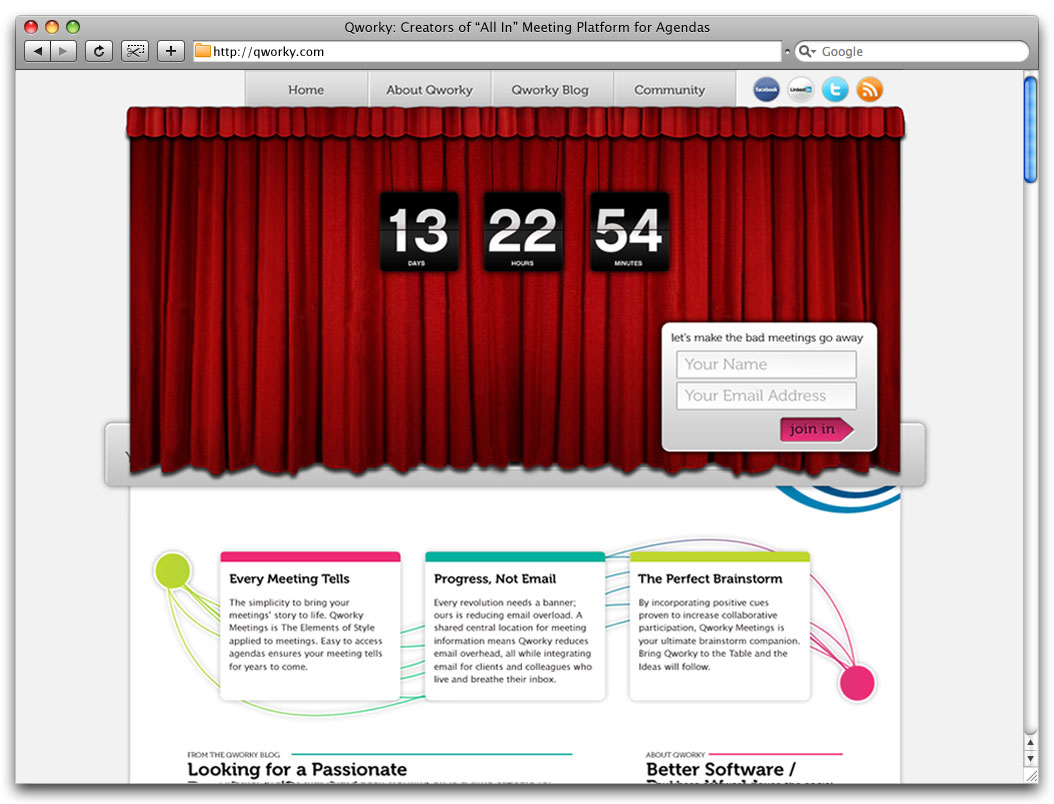 Qworky: Creators of “All In” Meeting Platform for Agendas
http://qworky.com
Google
Home
About Qworky
Qworky Blog
Community
facebook
Linked in
13
22
54
DAYS
HOURS
MINUTES
let's make the bad meetings go away
Your Name
Your Email Address
join in
Every Meeting Tells
The simplicity to bring your
meetings' story to life. Qworky
Meetings is The Elements of Style
applied to meetings. Easy to access
agendas ensures your meeting tells
for years to come.
Progress, Not Email
Every revolution needs a banner;
ours is reducing email overload. A
shared central location for meeting
information means Qworky reduces
email overhead, all while integrating
email for clients and colleagues who
live and breathe their inbox.
The Perfect Brainstorm
By incorporating positive cues
proven to increase collaborative
participation, Qworky Meetings is
your ultimate brainstorm companion.
Bring Qworky to the Table and the
Ideas will follow.
FROM THE QWORKY BLOG
Looking for a Passionate
ABOUT QWORKY
Better Software /